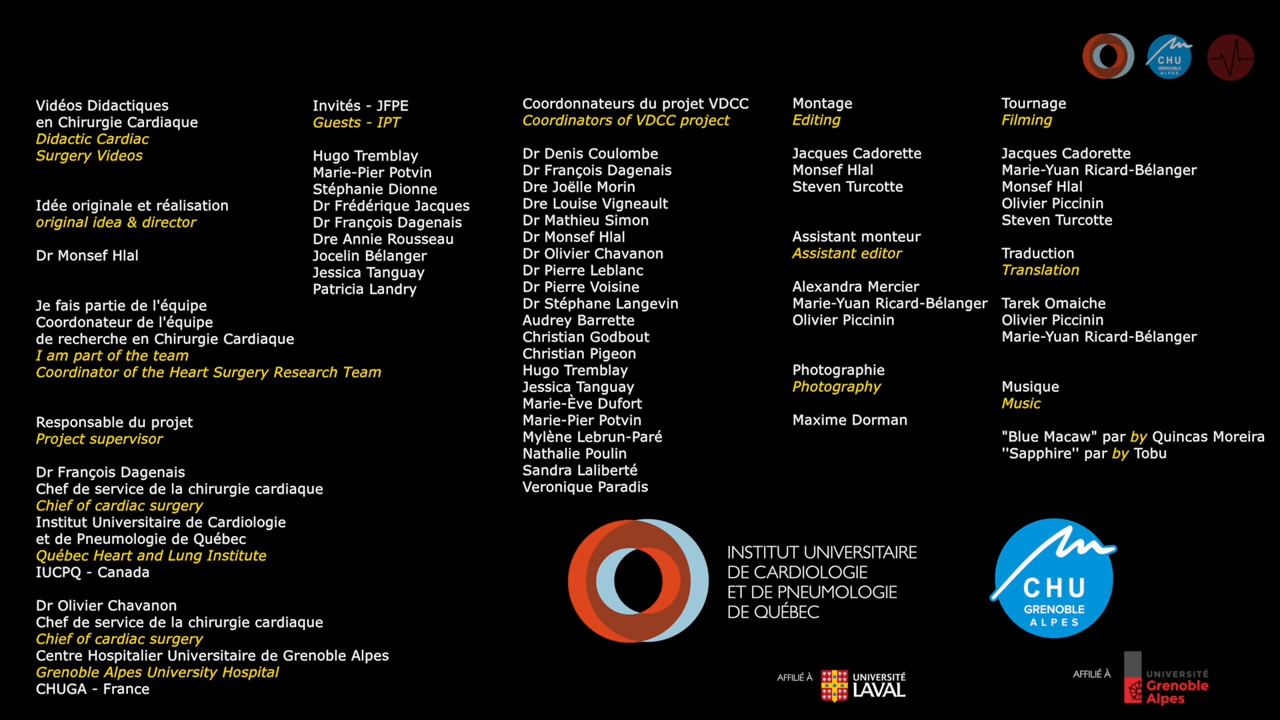 CHU
GRENOBLE
ALPES
Vidéos Didactiques
en Chirurgie Cardiaque
Didactic Cardiac
Surgery Videos
Idée originale et réalisation
original idea & director
Dr Monsef Hlal
Je fais partie de l'équipe
Coordonateur de l'équipe
de recherche en Chirurgie Cardiaque
I am part of the team
Coordinator of the Heart Surgery Research Team
Responsable du projet
Project supervisor
Dr François Dagenais
Chef de service de la chirurgie cardiaque
Chief of cardiac surgery
Institut Universitaire de Cardiologie
et de Pneumologie de Québec
Québec Heart and Lung Institute
IUCPQ - Canada
Dr Olivier Chavanon
Chef de service de la chirurgie cardiaque
Chief of cardiac surgery
Centre Hospitalier Universitaire de Grenoble Alpes
Grenoble Alpes University Hospital
CHUGA - France
Invités - JFPE
Guests - IPT
Hugo Tremblay
Marie-Pier Potvin
Stéphanie Dionne
Dr Frédérique Jacques
Dr François Dagenais
Dre Annie Rousseau
Jocelin Bélanger
Jessica Tanguay
Patricia Landry
Coordonnateurs du projet VDCC
Coordinators of VDCC project
Dr Denis Coulombe
Dr François Dagenais
Dre Joëlle Morin
Dre Louise Vigneault
Dr Mathieu Simon
Dr Monsef Hlal
Dr Olivier Chavanon
Dr Pierre Leblanc
Dr Pierre Voisine
Dr Stéphane Langevin
Audrey Barrette
Christian Godbout
Christian Pigeon
Hugo Tremblay
Jessica Tanguay
Marie-Ève Dufort
Marie-Pier Potvin
Mylène Lebrun-Paré
Nathalie Poulin
Sandra Laliberté
Veronique Paradis
Montage
Editing
Jacques Cadorette
Monsef Hlal
Steven Turcotte
Assistant monteur
Assistant editor
Alexandra Mercier
Marie-Yuan Ricard-Bélanger
Olivier Piccinin
Photographie
Photography
Maxime Dorman
Tournage
Filming
Jacques Cadorette
Marie-Yuan Ricard-Bélanger
Monsef Hlal
Olivier Piccinin
Steven Turcotte
Traduction
Translation
Tarek Omaiche
Olivier Piccinin
Marie-Yuan Ricard-Bélanger
Musique
Music
"Blue Macaw" par by Quincas Moreira
''Sapphire'' par by Tobu
INSTITUT UNIVERSITAIRE
DE CARDIOLOGIE
ET DE PNEUMOLOGIE
DE QUÉBEC
AFFILIÉ À
UNIVERSITÉ
LAVAL
CHU
GRENOBLE
ALPES
AFFILIÉ À
UNIVERSITÉ
Grenoble
Alpes